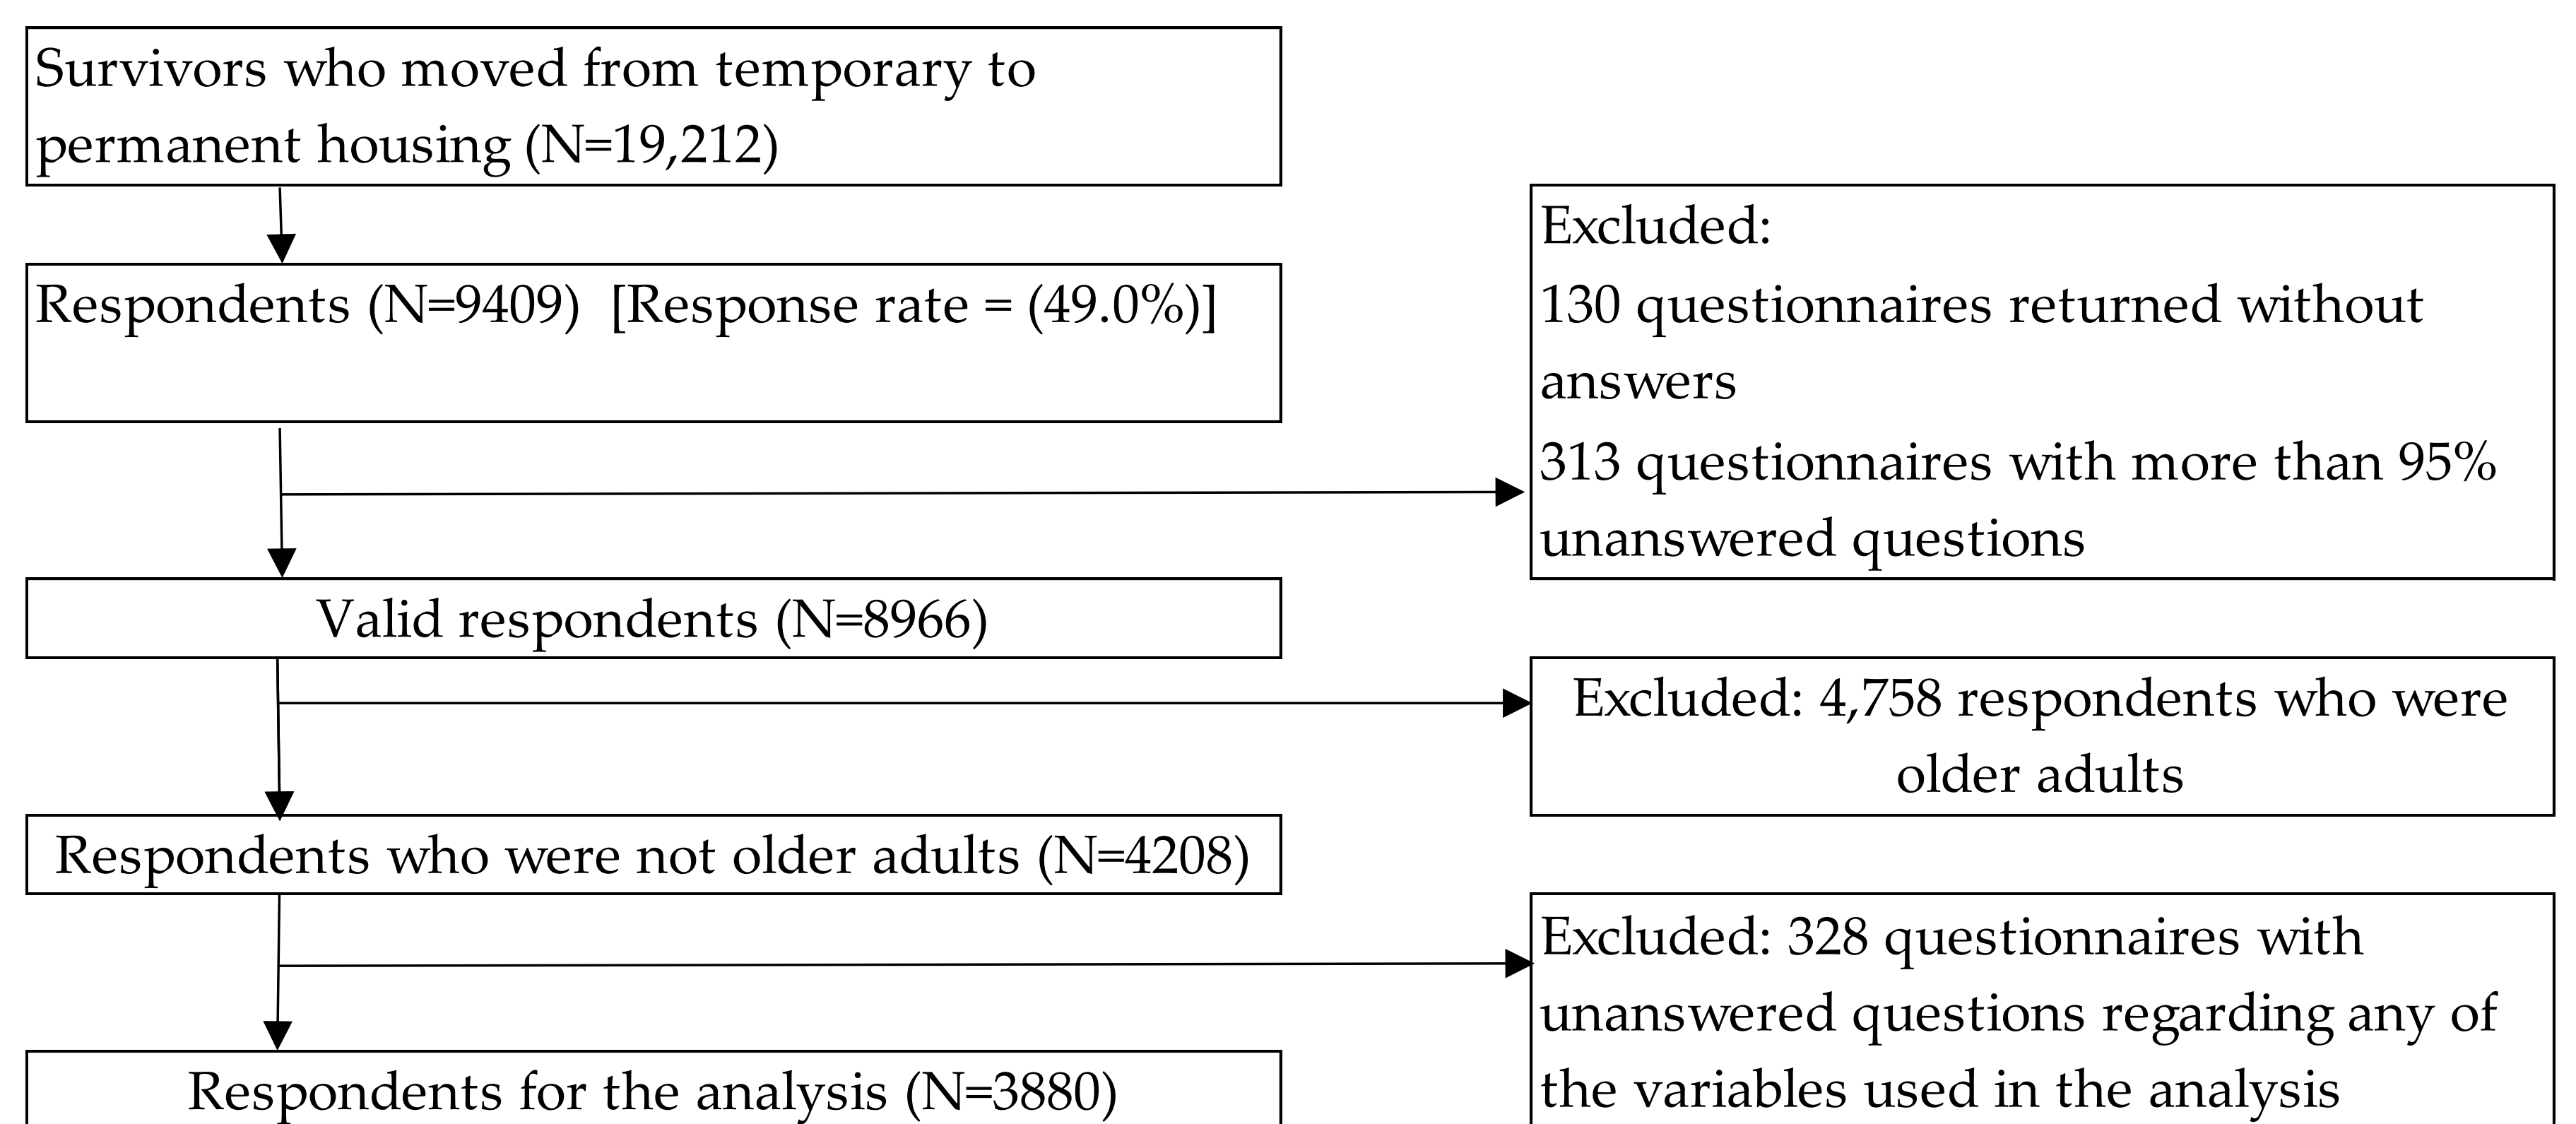 Survivors who moved from temporary to
permanent housing (N=19,212)
Respondents (N=9409) [Response rate = (49.0%)]
Excluded:
130 questionnaires returned without
answers
313 questionnaires with more than 95%
unanswered questions
Valid respondents (N=8966)
Excluded: 4,758 respondents who were
older adults
Respondents who were not older adults (N=4208)
Excluded: 328 questionnaires with
unanswered questions regarding any of
the variables used in the analysis
Respondents for the analysis (N=3880)